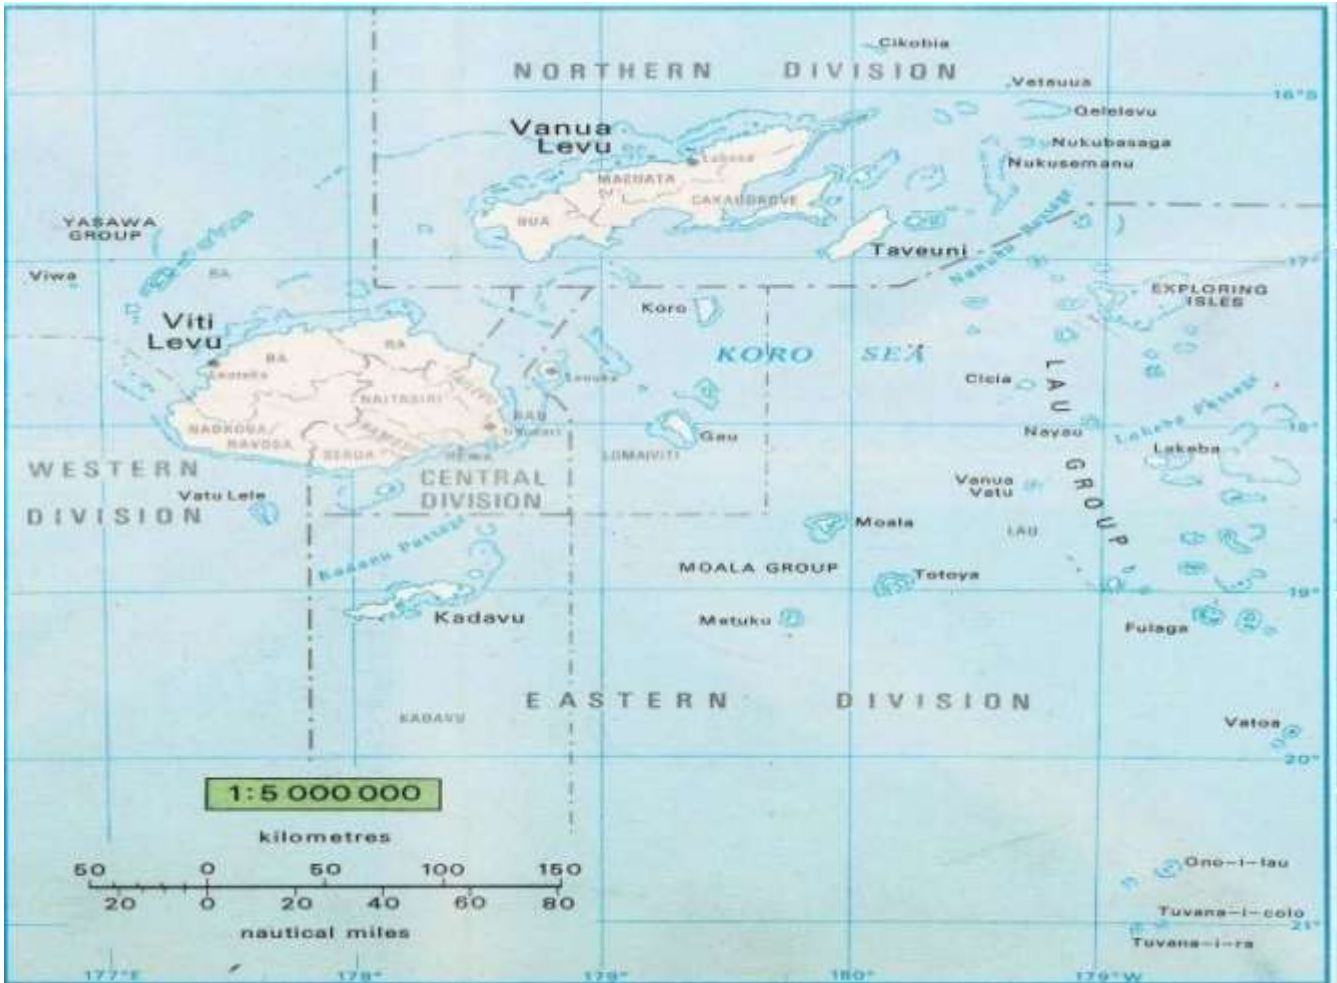 Cikobia
NORTHERN DIVISION
Vetauua
16°S
Qelelevu
Vanua
Levu
Nukubasaga
Nukusemanu
Labasa
MACUATA
CAKAUDROVE
BUA
YASAWA
GROUP
Taveuni
Nanuku Passage
17°
BA
Viwa
EXPLORING
ISLES
Koro
Viti
Levu
KORO SEA
BA
RA
Lautoka
Levuka
Cicia
LAU GROUP
NAITASIRI
NADROGA/
NAVOSA
SERUA
REWA
Gau
LOMAIVITI
Nayau
18°
Lakeba Passage
Lakeba
WESTERN
DIVISION
CENTRAL
DIVISION
Vatu Lele
Vanua
Vatu
Moala
LAU
Kadavu Passage
MOALA GROUP
Totoya
19°
Kadavu
Matuku
Fulaga
EASTERN DIVISION
KADAVU
Vatoa
20°
1:5 000 000
kilometres
50 0 50 100 150
20 0 20 40 60 80
nautical miles
Ono-i-lau
Tuvana-i-colo
21°
Tuvana-i-ra
177°E 178° 179° 180° 179°W